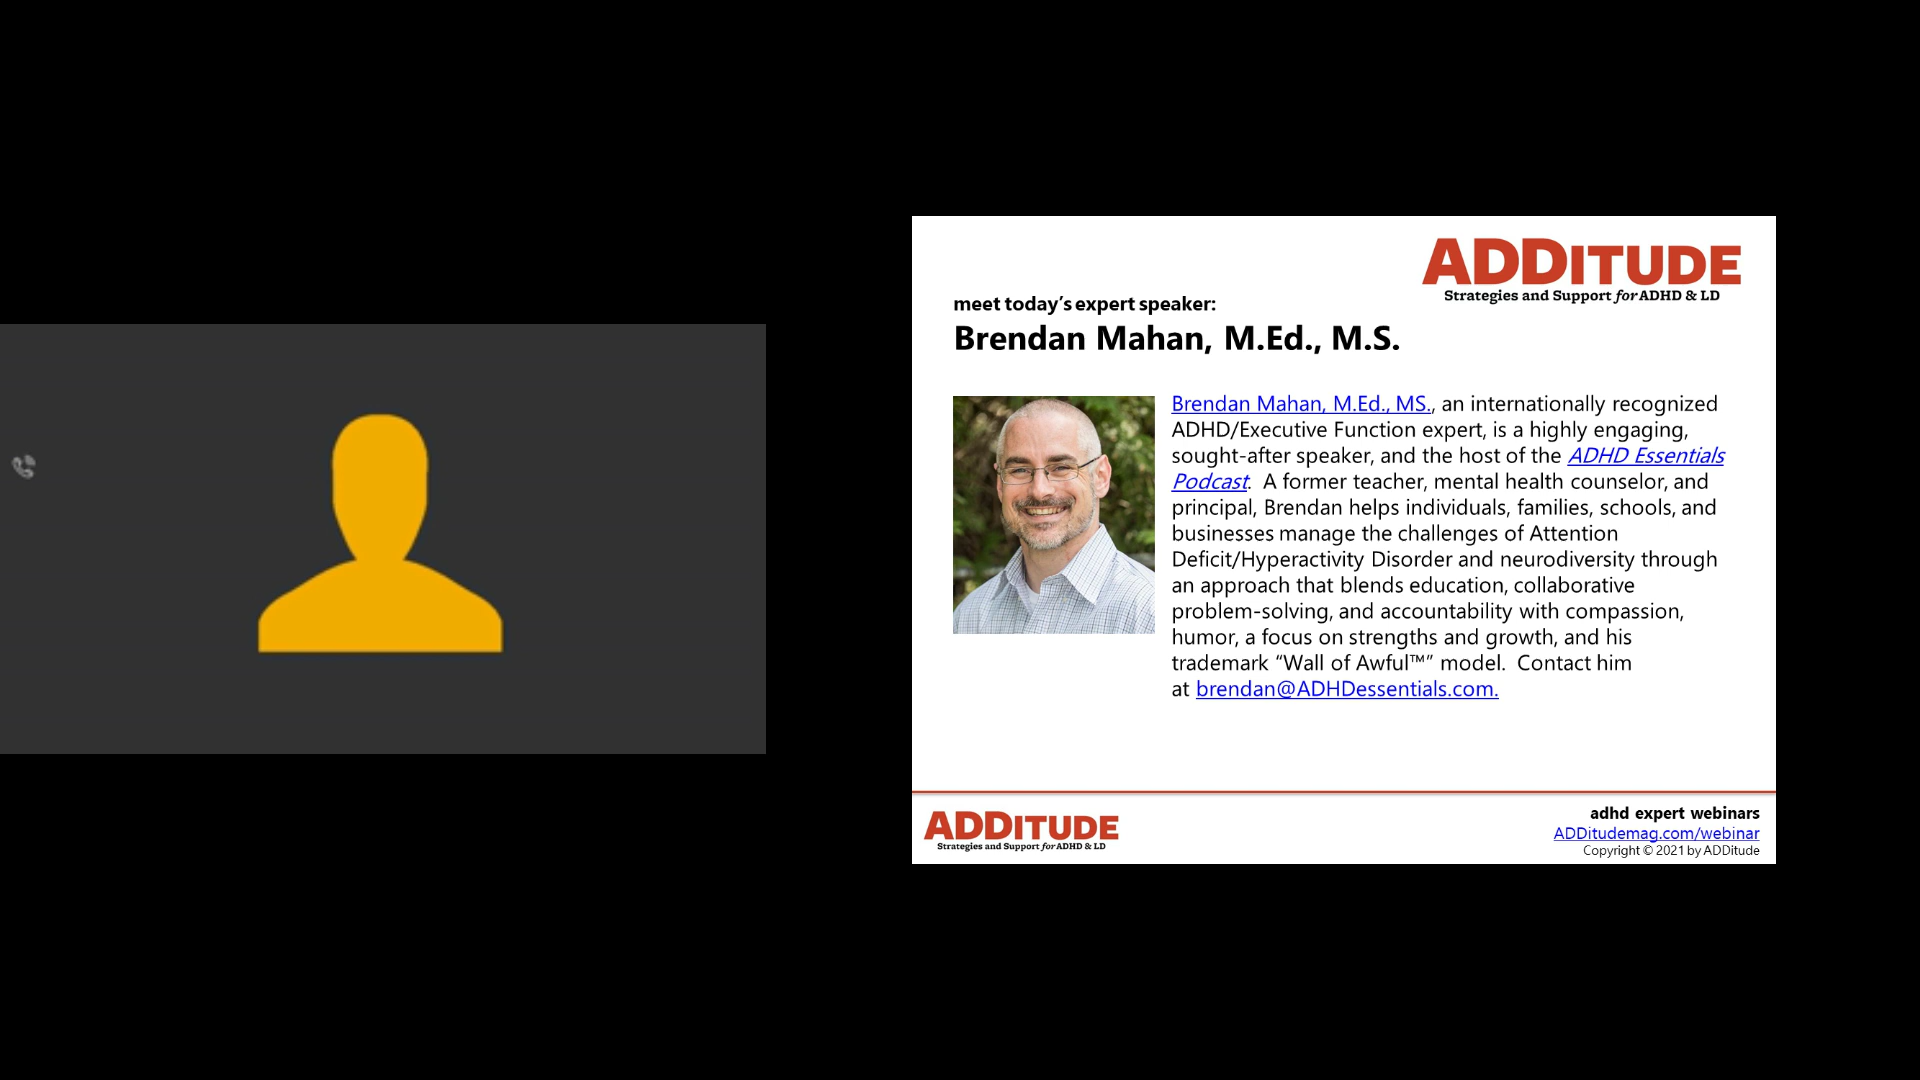 ADDITUDE
Strategies and Support for ADHD & LD
meet today's expert speaker:
Brendan Mahan, M.Ed., M.S.
Brendan Mahan, M.Ed., MS., an internationally recognized
ADHD/Executive Function expert, is a highly engaging,
sought-after speaker, and the host of the ADHD Essentials
Podcast.  A former teacher, mental health counselor, and
principal, Brendan helps individuals, families, schools, and
businesses manage the challenges of Attention
Deficit/Hyperactivity Disorder and neurodiversity through
an approach that blends education, collaborative
problem-solving, and accountability with compassion,
humor, a focus on strengths and growth, and his
trademark “Wall of Awful™” model.  Contact him
at brendan@ADHDessentials.com.
ADDITUDE
Strategies and Support for ADHD & LD
adhd expert webinars
ADDitudemag.com/webinar
Copyright © 2021 by ADDitude